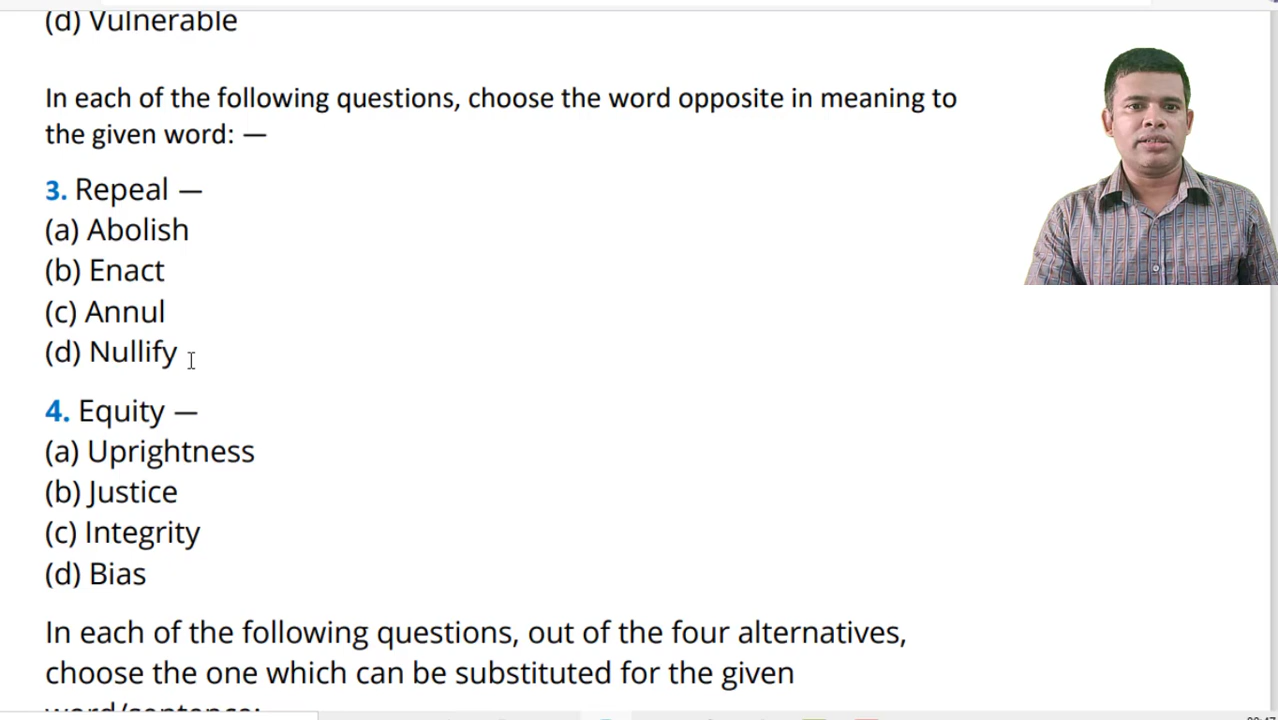 (d) Vulnerable
In each of the following questions, choose the word opposite in meaning to
the given word: —
3. Repeal —
(a) Abolish
(b) Enact
(c) Annul
(d) Nullify
4. Equity —
(a) Uprightness
(b) Justice
(c) Integrity
(d) Bias
In each of the following questions, out of the four alternatives,
choose the one which can be substituted for the given
word/sentence: